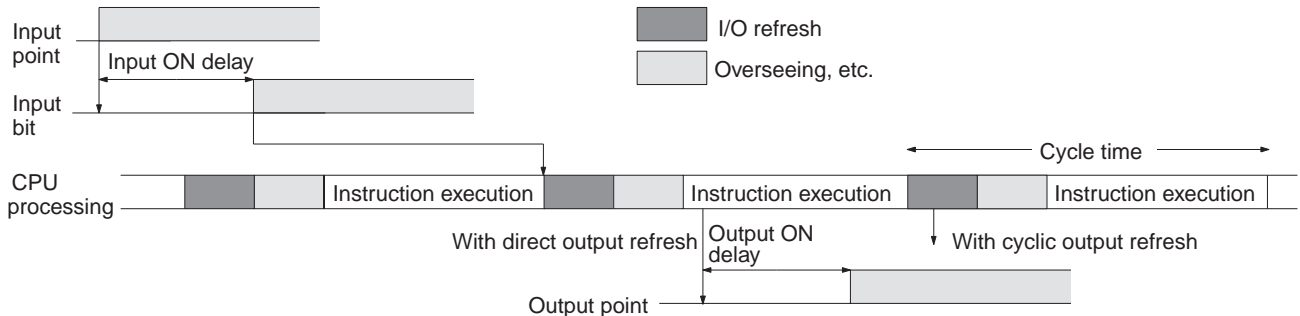 Input
point
Input ON delay
I/O refresh
Overseeing, etc.
Input
bit
Cycle time
CPU
processing
Instruction execution
Instruction execution
Instruction execution
With direct output refresh
Output ON
delay
With cyclic output refresh
Output point